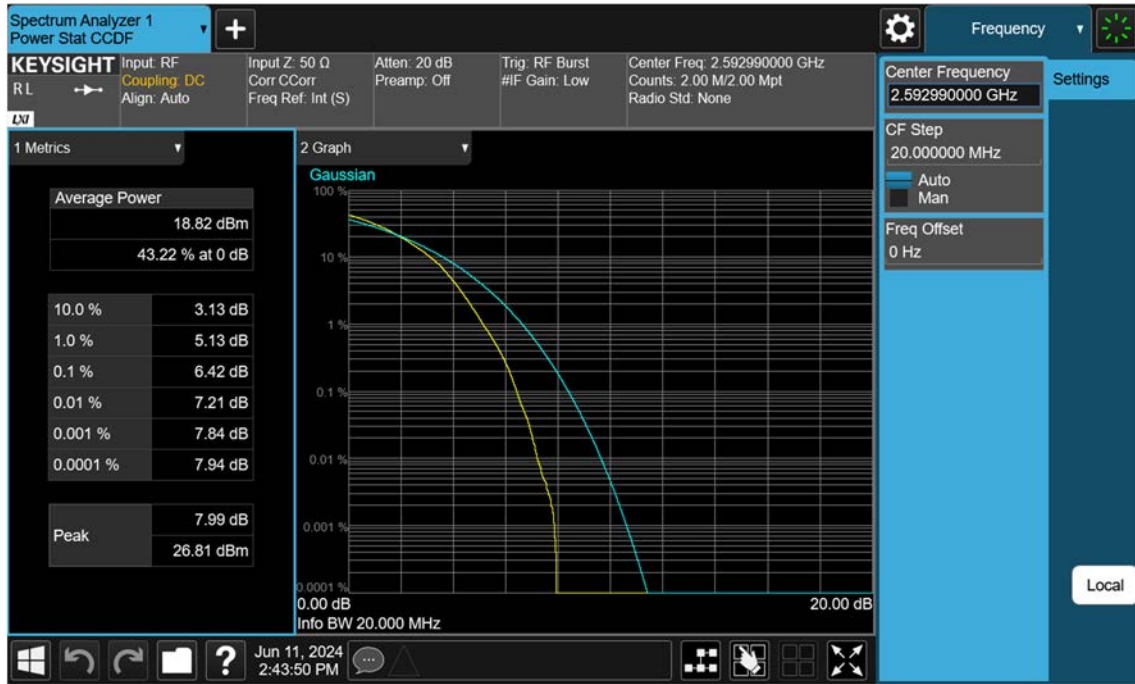 Spectrum Analyzer 1
Power Stat CCDF
Frequency
KEYSIGHT
R L
LXI
Input: RF
Coupling: DC
Align: Auto
Input Z: 50 Ω
Corr CCorr
Freq Ref: Int (S)
Atten: 20 dB
Preamp: Off
Trig: RF Burst
#IF Gain: Low
Center Freq: 2.592990000 GHz
Counts: 2.00 M/2.00 Mpt
Radio Std: None
Center Frequency
2.592990000 GHz
Settings
CF Step
20.000000 MHz
Auto
Man
Freq Offset
0 Hz
1 Metrics
Average Power
18.82 dBm
43.22 % at 0 dB
10.0 % 3.13 dB
1.0 % 5.13 dB
0.1 % 6.42 dB
0.01 % 7.21 dB
0.001 % 7.84 dB
0.0001 % 7.94 dB
Peak
7.99 dB
26.81 dBm
2 Graph
Gaussian
100 %
10 %
1 %
0.1 %
0.01 %
0.001 %
0.0001 %
0.00 dB 20.00 dB
Info BW 20.000 MHz
Local
?
Jun 11, 2024
2:43:50 PM